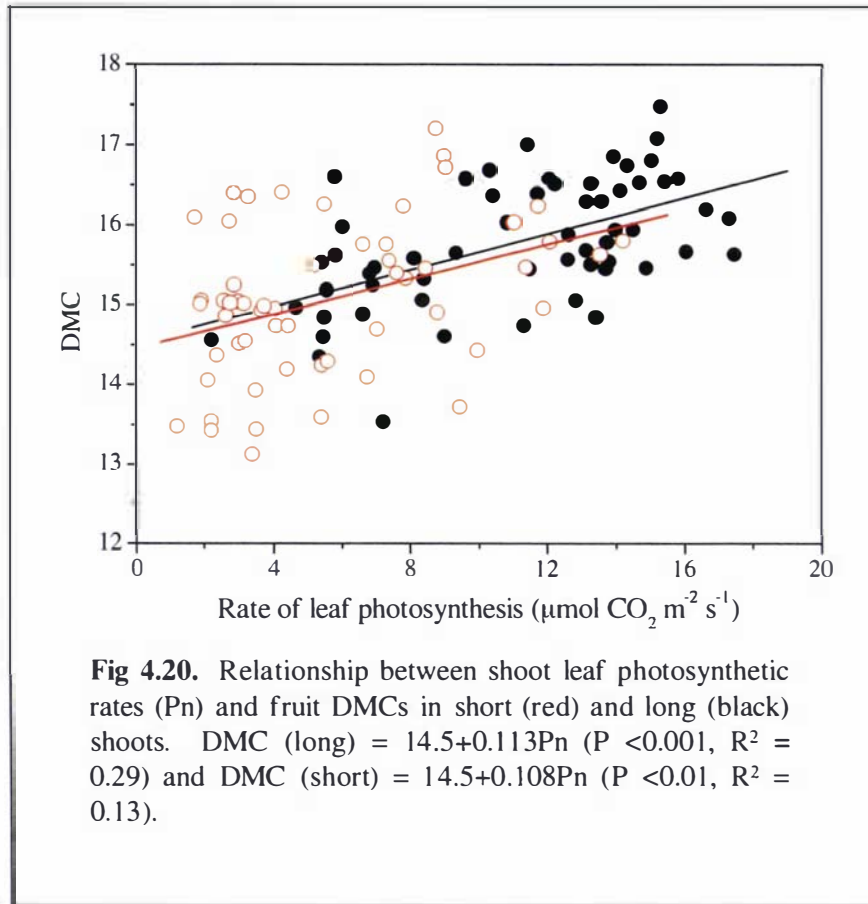 18
17
16
15
14
13
12
DMC
0 4 8 12 16 20
Rate of leaf photosynthesis (μmol CO₂ m⁻² s⁻¹)
Fig 4.20. Relationship between shoot leaf photosynthetic
rates (Pn) and fruit DMCs in short (red) and long (black)
shoots. DMC (long) = 14.5+0.113Pn (P <0.001, R² =
0.29) and DMC (short) = 14.5+0.108Pn (P <0.01, R² =
0.13).